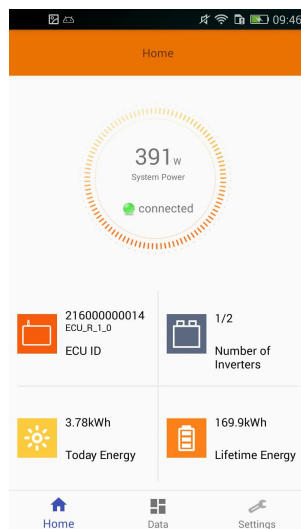 09:46
Home
391 w
System Power
connected
216000000014
ECU_R_1_0
ECU ID
1/2
Number of
Inverters
3.78kWh
Today Energy
169.9kWh
Lifetime Energy
Home
Data
Settings